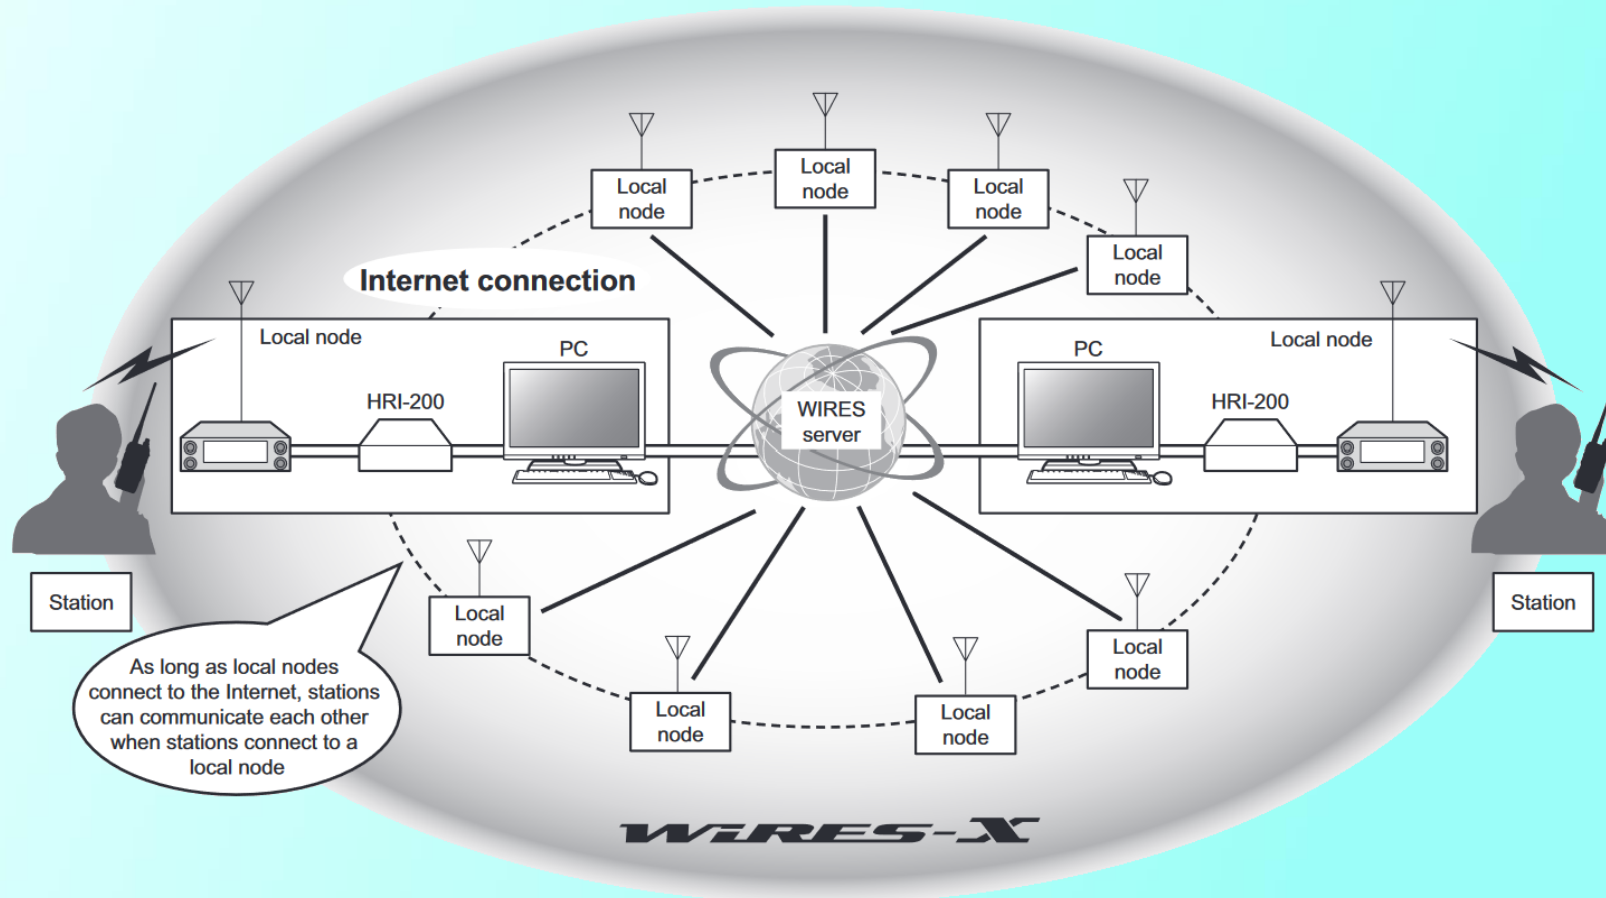 Local
node
Local
node
Local
node
Local
node
Internet connection
Local node
PC
HRI-200
WIRES
server
PC
Local node
HRI-200
Station
Station
Local
node
Local
node
Local
node
Local
node
As long as local nodes
connect to the Internet, stations
can communicate each other
when stations connect to a
local node
WiRES-X